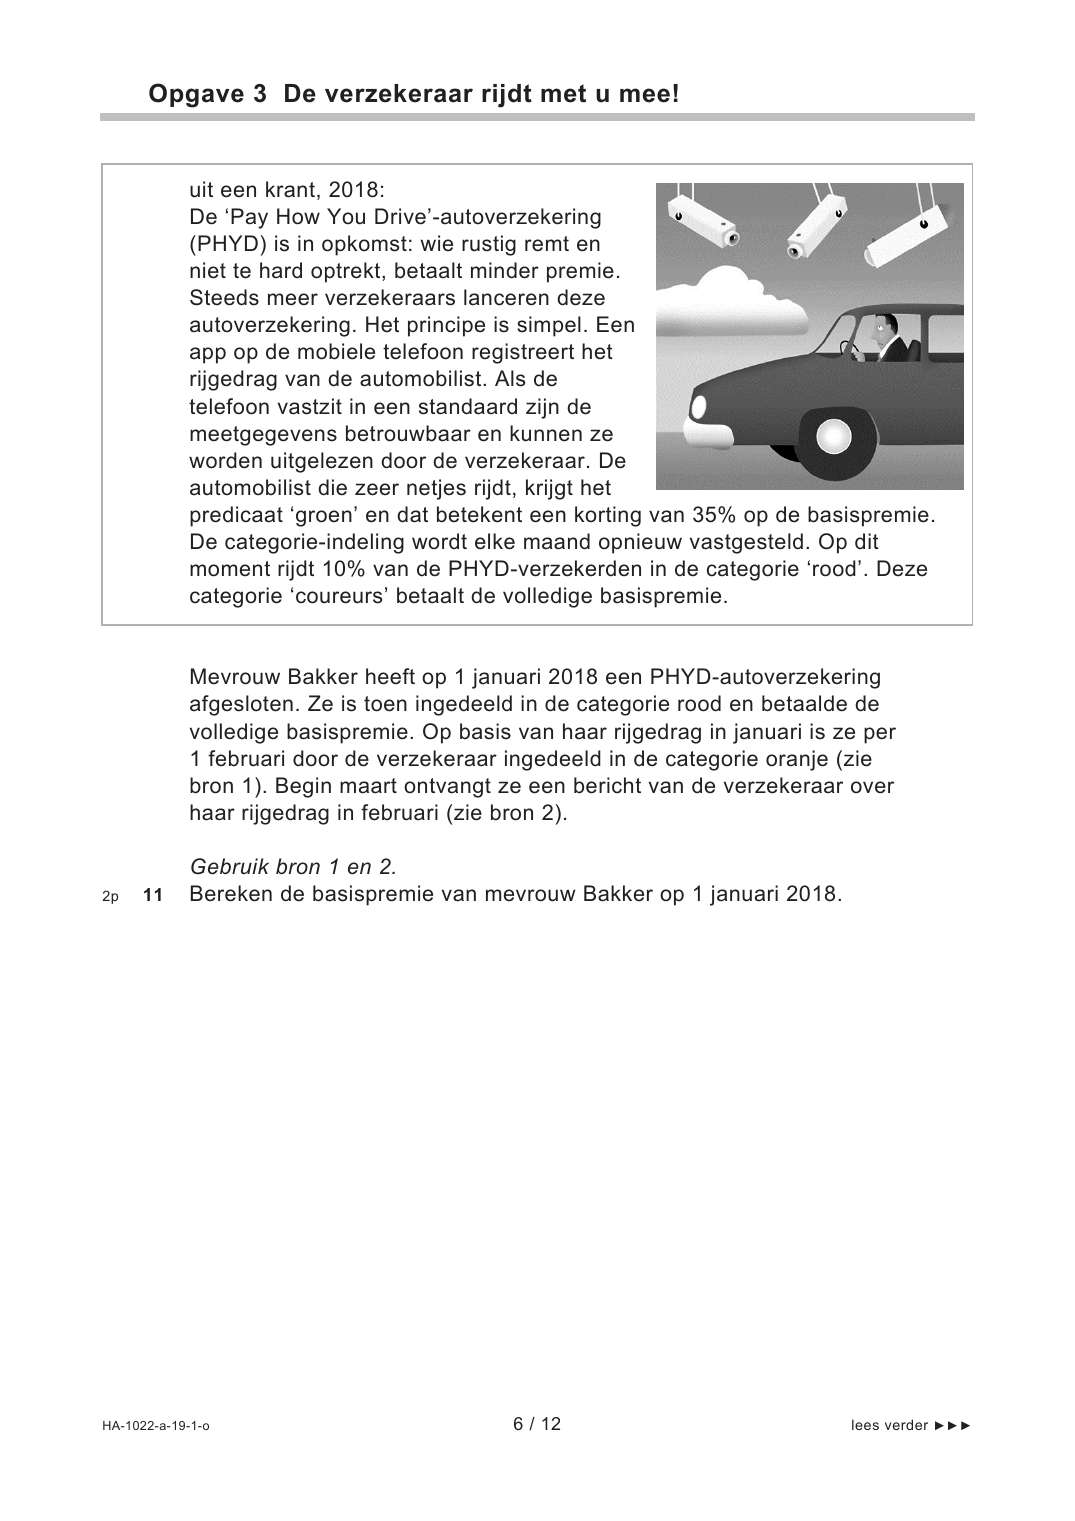 Opgave 3  De verzekeraar rijdt met u mee!
uit een krant, 2018:
De ‘Pay How You Drive’-autoverzekering
(PHYD) is in opkomst: wie rustig remt en
niet te hard optrekt, betaalt minder premie.
Steeds meer verzekeraars lanceren deze
autoverzekering. Het principe is simpel. Een
app op de mobiele telefoon registreert het
rijgedrag van de automobilist. Als de
telefoon vastzit in een standaard zijn de
meetgegevens betrouwbaar en kunnen ze
worden uitgelezen door de verzekeraar. De
automobilist die zeer netjes rijdt, krijgt het
predicaat ‘groen’ en dat betekent een korting van 35% op de basispremie.
De categorie-indeling wordt elke maand opnieuw vastgesteld. Op dit
moment rijdt 10% van de PHYD-verzekerden in de categorie ‘rood’. Deze
categorie ‘coureurs’ betaalt de volledige basispremie.
Mevrouw Bakker heeft op 1 januari 2018 een PHYD-autoverzekering
afgesloten. Ze is toen ingedeeld in de categorie rood en betaalde de
volledige basispremie. Op basis van haar rijgedrag in januari is ze per
1 februari door de verzekeraar ingedeeld in de categorie oranje (zie
bron 1). Begin maart ontvangt ze een bericht van de verzekeraar over
haar rijgedrag in februari (zie bron 2).
Gebruik bron 1 en 2.
2p 11 Bereken de basispremie van mevrouw Bakker op 1 januari 2018.
HA-1022-a-19-1-o 6 / 12 lees verder ►►►